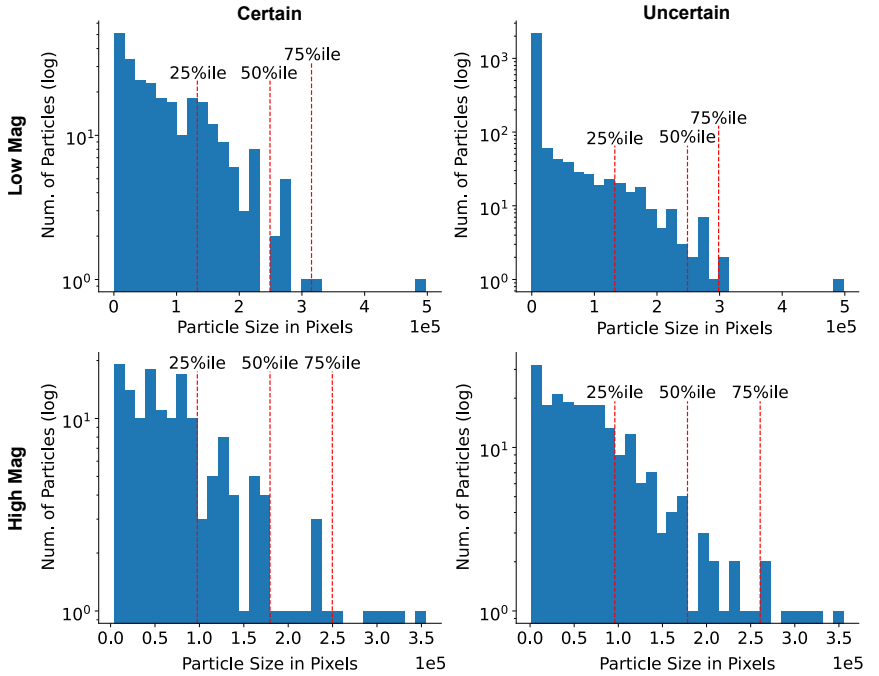 Certain
Uncertain
Low Mag
High Mag
Num. of Particles (log)
10¹
10⁰
25%ile
50%ile
75%ile
0
1
2
3
4
5
1e5
Particle Size in Pixels
Num. of Particles (log)
10³
10²
10¹
10⁰
25%ile
50%ile
75%ile
0
1
2
3
4
5
1e5
Particle Size in Pixels
Num. of Particles (log)
10¹
10⁰
25%ile
50%ile
75%ile
0.0
0.5
1.0
1.5
2.0
2.5
3.0
3.5
1e5
Particle Size in Pixels
Num. of Particles (log)
10¹
10⁰
25%ile
50%ile
75%ile
0.0
0.5
1.0
1.5
2.0
2.5
3.0
3.5
1e5
Particle Size in Pixels